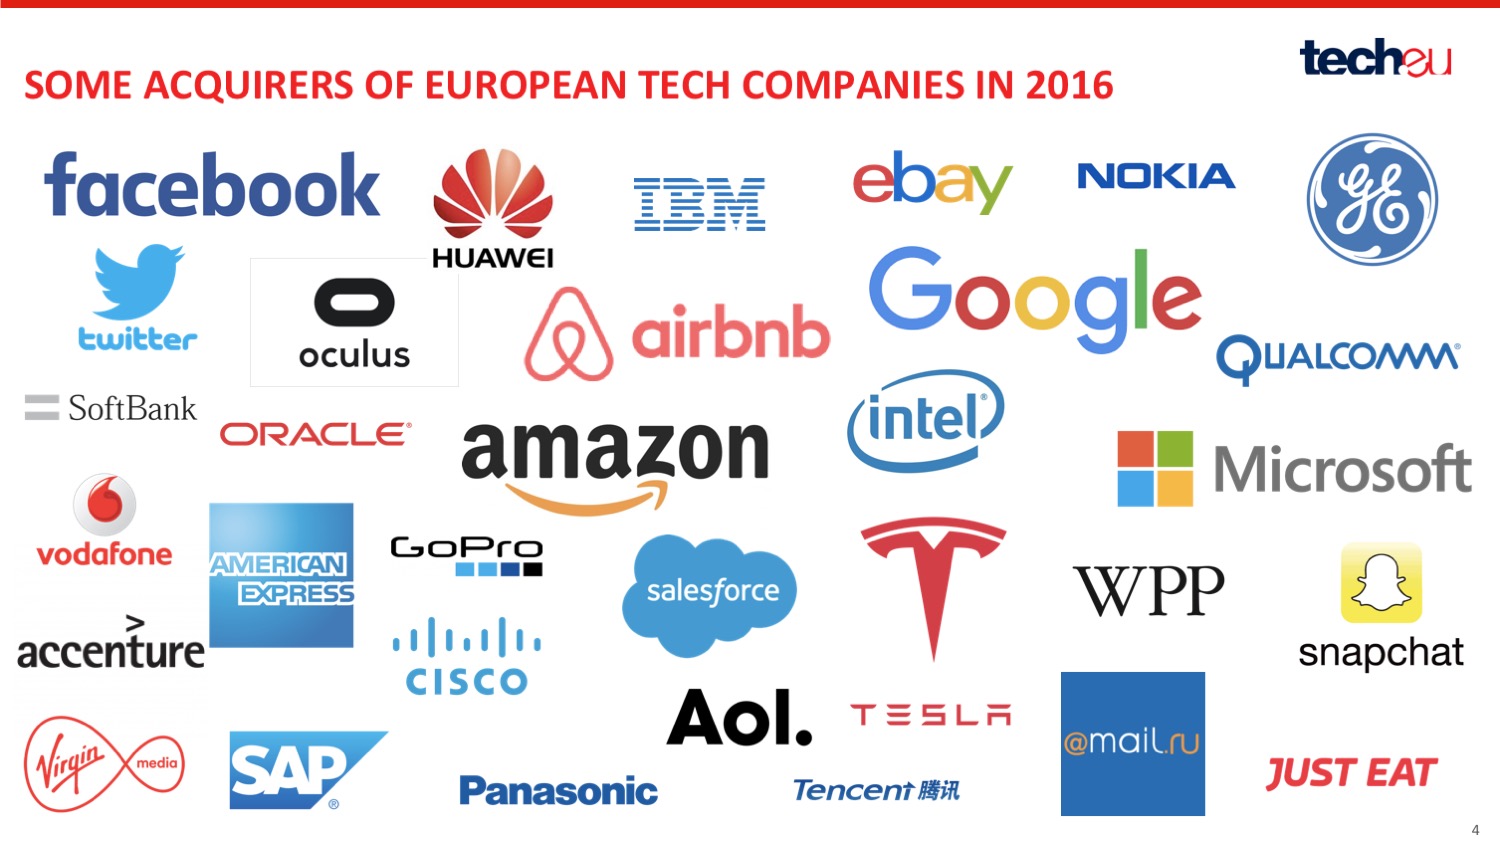 techeu
SOME ACQUIRERS OF EUROPEAN TECH COMPANIES IN 2016
facebook
HUAWEI
IBM
ebay
NOKIA
GE
twitter
oculus
airbnb
Google
QUALCOMM®
SoftBank
ORACLE®
amazon
intel®
Microsoft
vodafone
AMERICAN
EXPRESS
GoPro
salesforce
TESLA
WPP
snapchat
>
accenture
CISCO
Aol.
@mail.ru
Virgin media
SAP®
Panasonic
Tencent 腾讯
JUST EAT
4